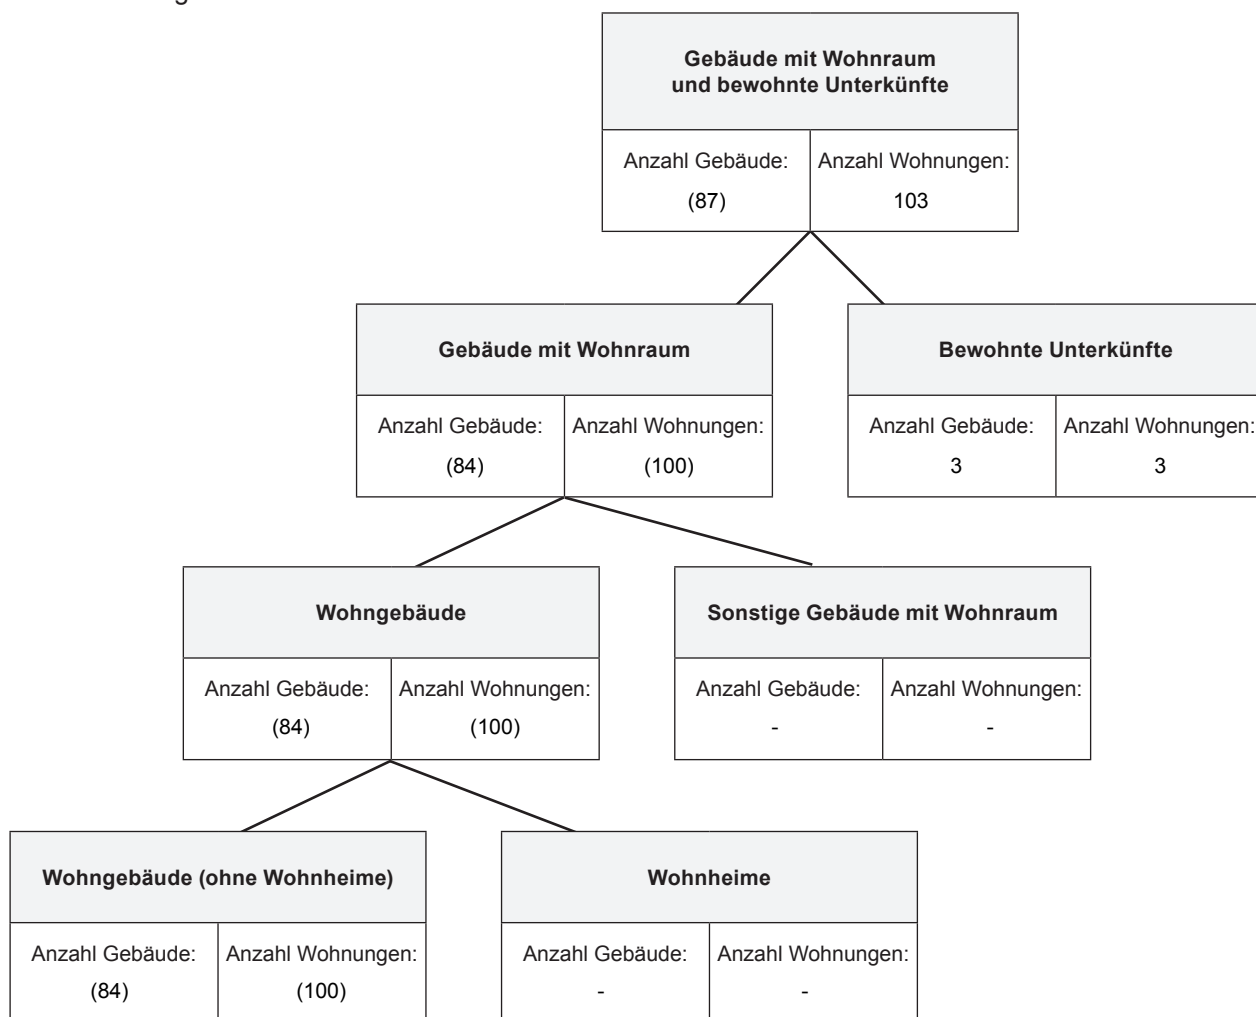 Gebäude mit Wohnraum
und bewohnte Unterkünfte
Anzahl Gebäude: Anzahl Wohnungen:
(87) 103
Gebäude mit Wohnraum
Anzahl Gebäude: Anzahl Wohnungen:
(84) (100)
Bewohnte Unterkünfte
Anzahl Gebäude: Anzahl Wohnungen:
3 3
Wohngebäude
Anzahl Gebäude: Anzahl Wohnungen:
(84) (100)
Sonstige Gebäude mit Wohnraum
Anzahl Gebäude: Anzahl Wohnungen:
- -
Wohngebäude (ohne Wohnheime)
Anzahl Gebäude: Anzahl Wohnungen:
(84) (100)
Wohnheime
Anzahl Gebäude: Anzahl Wohnungen:
- -